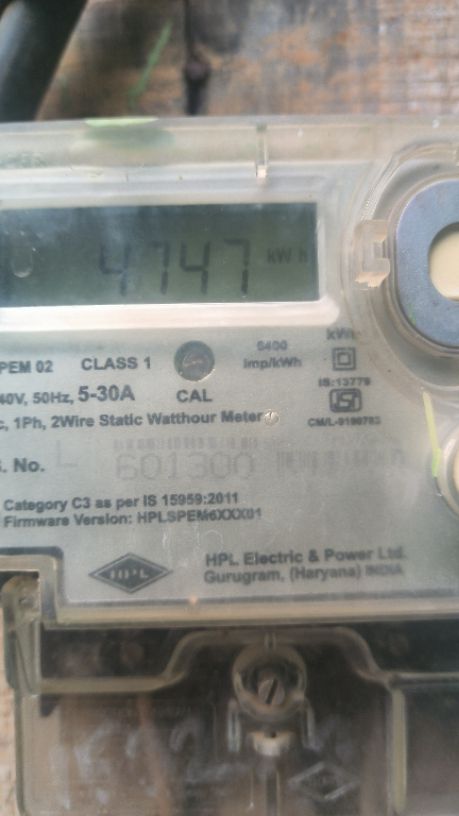 4747 kWh
PEM 02 CLASS 1 6400 imp/kWh kWh
40V, 50Hz, 5-30A CAL IS:13779
c, 1Ph, 2Wire Static Watthour Meter CM/L-9190783
S. No. L 601300
Category C3 as per IS 15959:2011
Firmware Version: HPLSPEM6XXX01
HPL HPL Electric & Power Ltd.
Gurugram, (Haryana) INDIA
HPL